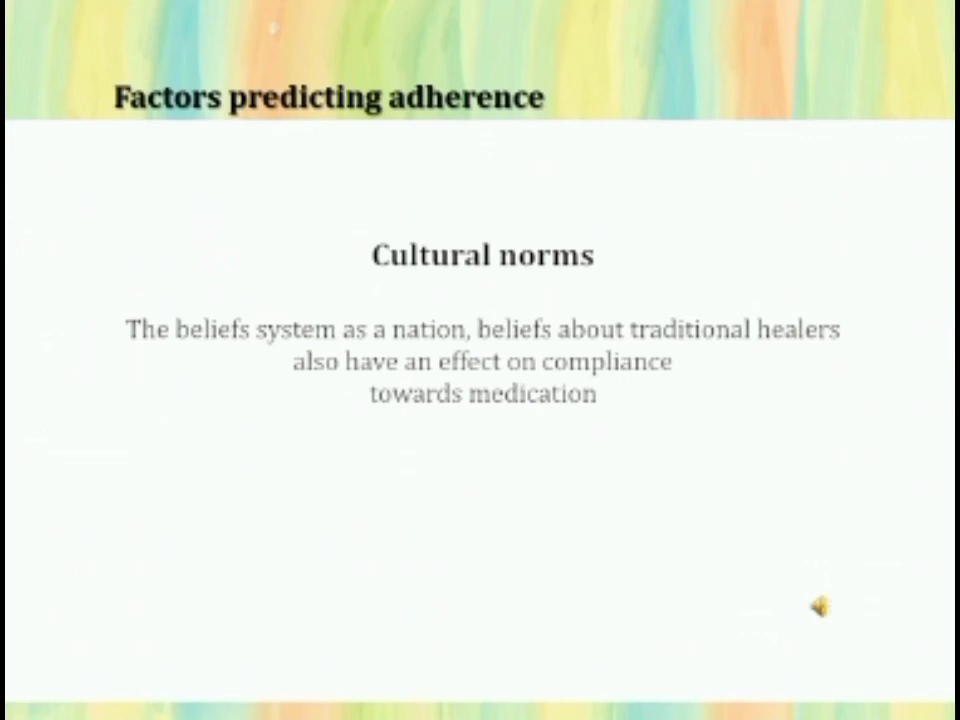 Factors predicting adherence
Cultural norms
The beliefs system as a nation, beliefs about traditional healers
also have an effect on compliance
towards medication